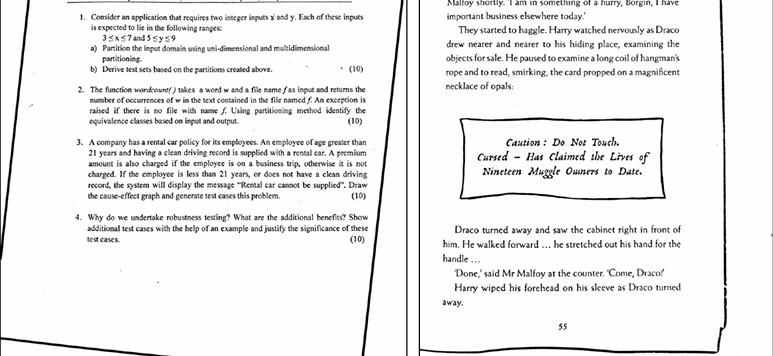 1. Consider an application that requires two integer inputs x and y. Each of these inputs
is expected to lie in the following ranges:
3 ≤ x ≤ 7 and 5 ≤ y ≤ 9
a) Partition the input domain using uni-dimensional and multidimensional
partitioning.
b) Derive test sets based on the partitions created above. (10)
2. The function wordcount() takes a word w and a file name f as input and returns the
number of occurrences of w in the text contained in the file named f. An exception is
raised if there is no file with name f. Using partitioning method identify the
equivalence classes based on input and output. (10)
3. A company has a rental car policy for its employees. An employee of age greater than
21 years and having a clean driving record is supplied with a rental car. A premium
amount is also charged if the employee is on a business trip, otherwise it is not
charged. If the employee is less than 21 years, or does not have a clean driving
record, the system will display the message "Rental car cannot be supplied". Draw
the cause-effect graph and generate test cases this problem. (10)
4. Why do we undertake robustness testing? What are the additional benefits? Show
additional test cases with the help of an example and justify the significance of these
test cases. (10)
Malfoy shortly. 'I am in something of a hurry, Borgin, I have
important business elsewhere today.'
They started to haggle. Harry watched nervously as Draco
drew nearer and nearer to his hiding place, examining the
objects for sale. He paused to examine a long coil of hangman's
rope and to read, smirking, the card propped on a magnificent
necklace of opals:
Caution : Do Not Touch.
Cursed – Has Claimed the Lives of
Nineteen Muggle Owners to Date.
Draco turned away and saw the cabinet right in front of
him. He walked forward ... he stretched out his hand for the
handle ...
'Done,' said Mr Malfoy at the counter. 'Come, Draco!'
Harry wiped his forehead on his sleeve as Draco turned
away.
55